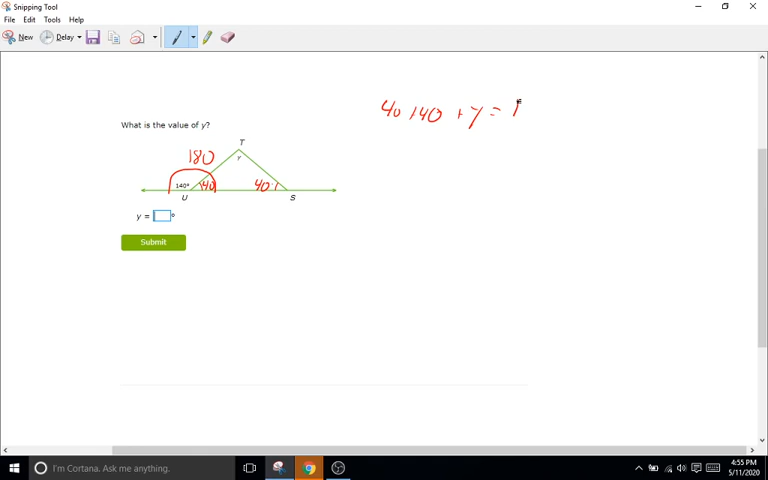 Snipping Tool
File Edit Tools Help
New Delay
40 140 + y = 1
What is the value of y?
T
180
y
140° 40 40
U S
y = °
Submit
I'm Cortana. Ask me anything.
4:55 PM
5/11/2020